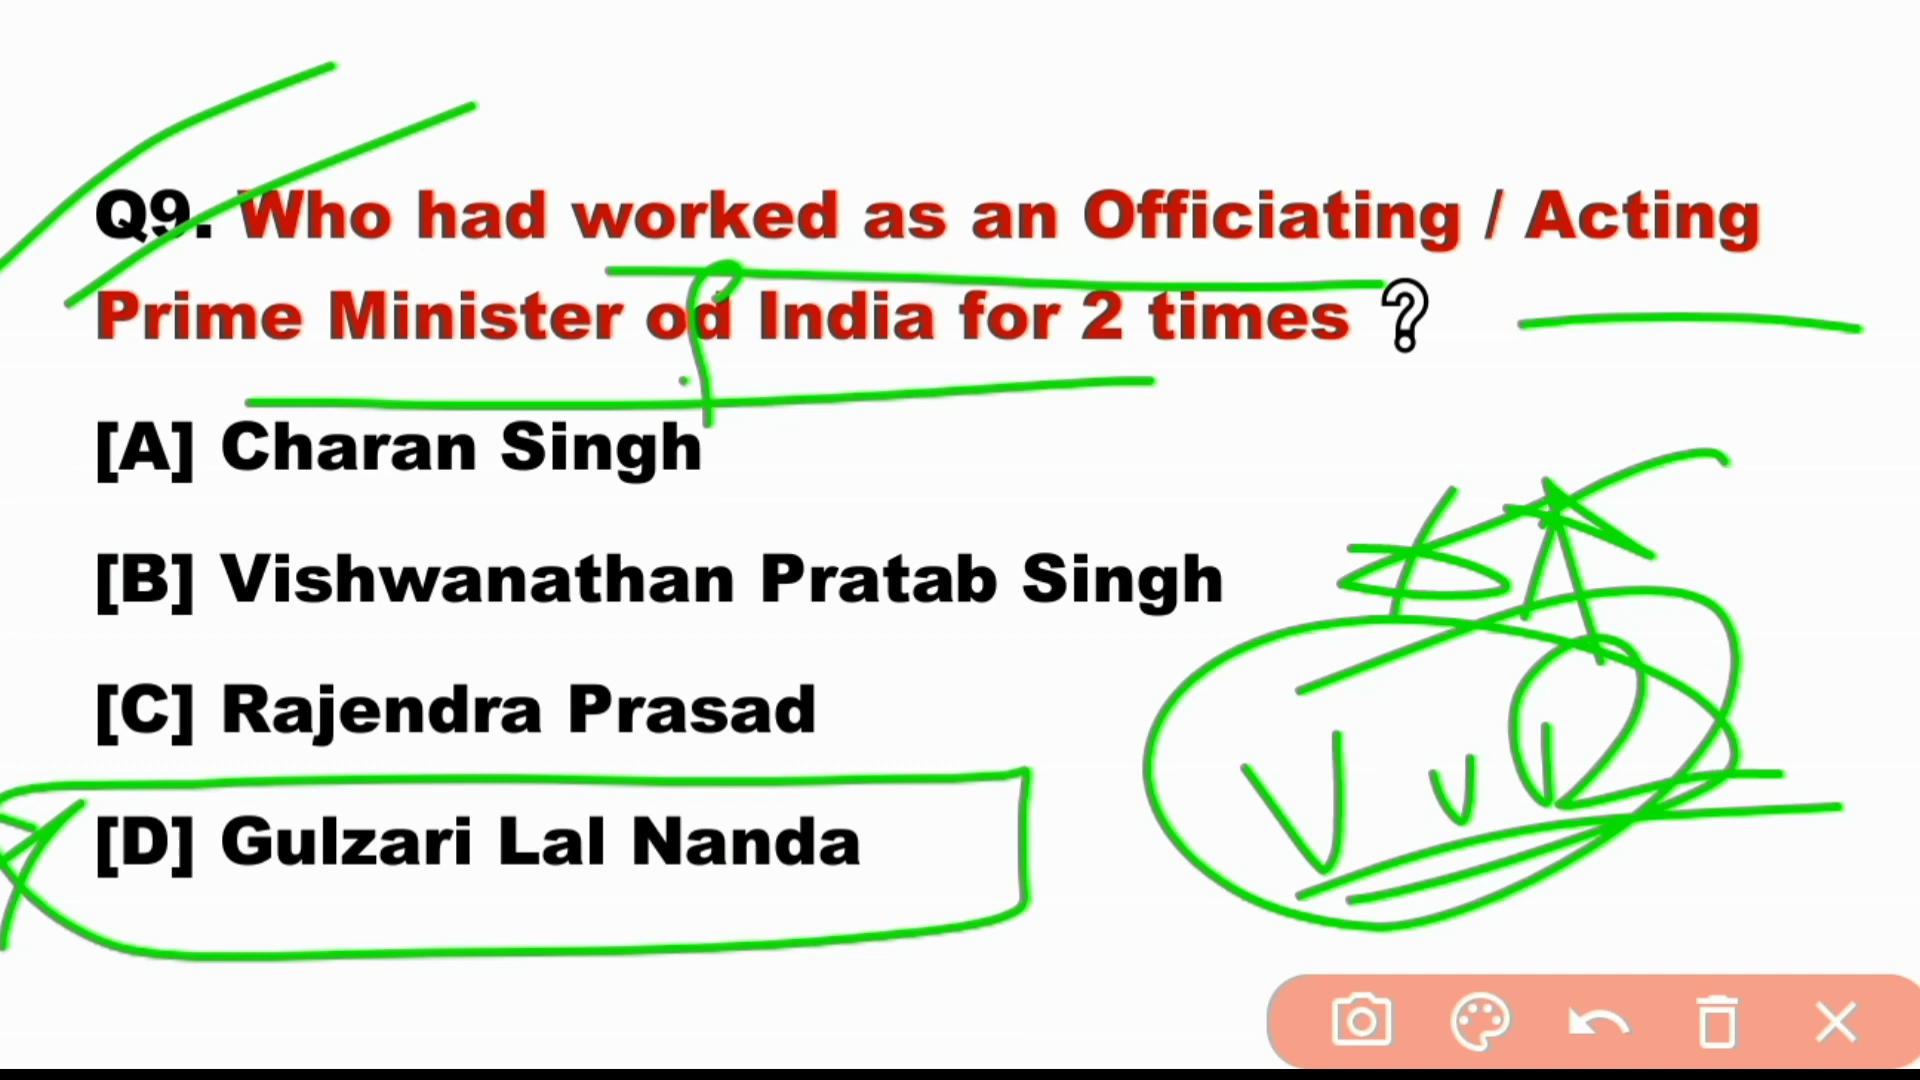 Q9. Who had worked as an Officiating / Acting
Prime Minister od India for 2 times ?
[A] Charan Singh
[B] Vishwanathan Pratab Singh
[C] Rajendra Prasad
[D] Gulzari Lal Nanda